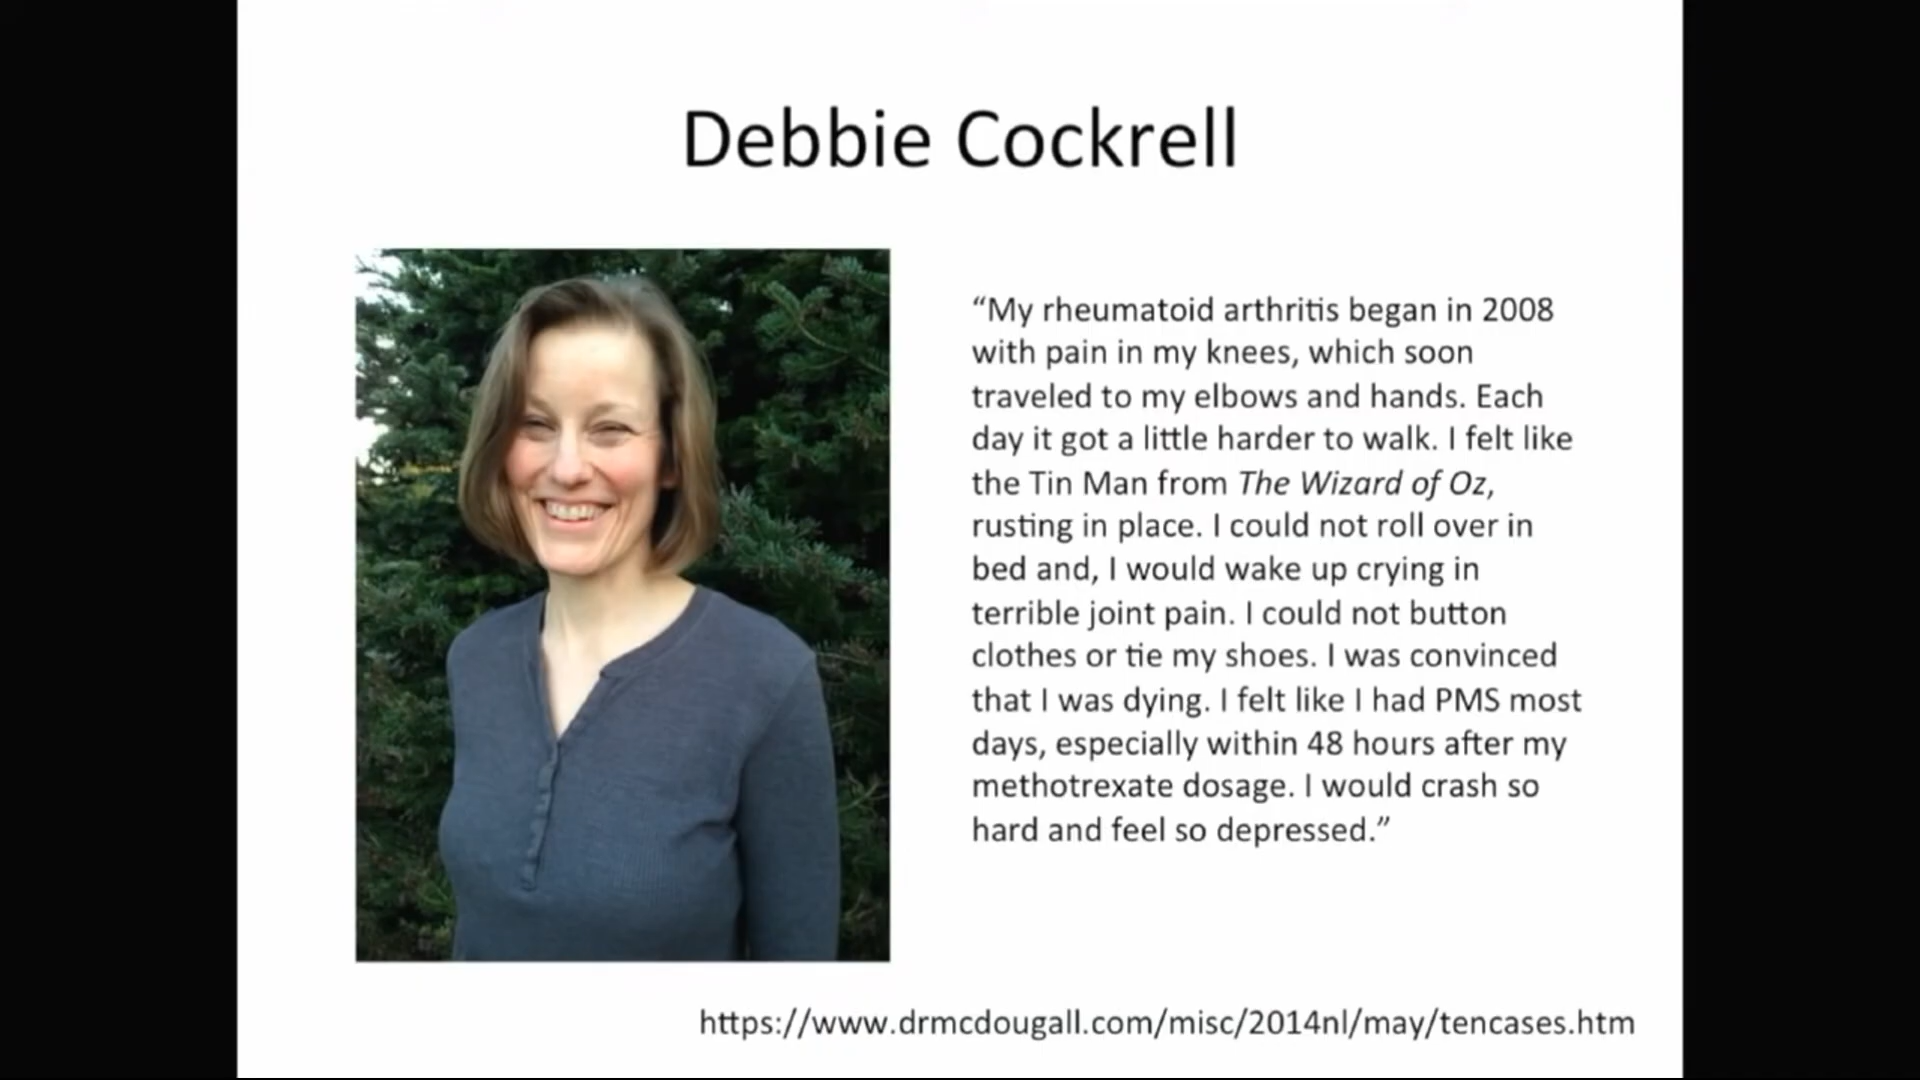 Debbie Cockrell
“My rheumatoid arthritis began in 2008
with pain in my knees, which soon
traveled to my elbows and hands. Each
day it got a little harder to walk. I felt like
the Tin Man from The Wizard of Oz,
rusting in place. I could not roll over in
bed and, I would wake up crying in
terrible joint pain. I could not button
clothes or tie my shoes. I was convinced
that I was dying. I felt like I had PMS most
days, especially within 48 hours after my
methotrexate dosage. I would crash so
hard and feel so depressed.”
https://www.drmcdougall.com/misc/2014nl/may/tencases.htm